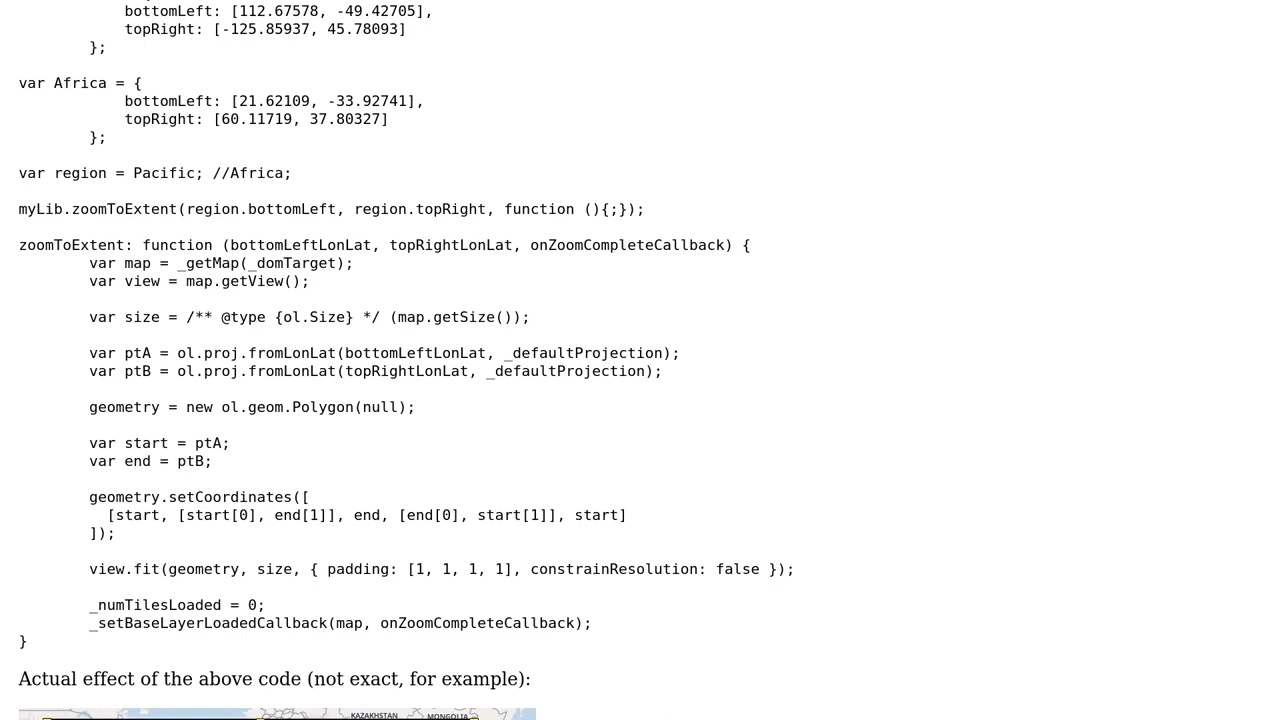 bottomLeft: [112.67578, -49.42705],
topRight: [-125.85937, 45.78093]
};
var Africa = {
bottomLeft: [21.62109, -33.92741],
topRight: [60.11719, 37.80327]
};
var region = Pacific; //Africa;
myLib.zoomToExtent(region.bottomLeft, region.topRight, function (){;});
zoomToExtent: function (bottomLeftLonLat, topRightLonLat, onZoomCompleteCallback) {
var map = _getMap(_domTarget);
var view = map.getView();
var size = /** @type {ol.Size} */ (map.getSize());
var ptA = ol.proj.fromLonLat(bottomLeftLonLat, _defaultProjection);
var ptB = ol.proj.fromLonLat(topRightLonLat, _defaultProjection);
geometry = new ol.geom.Polygon(null);
var start = ptA;
var end = ptB;
geometry.setCoordinates([
[start, [start[0], end[1]], end, [end[0], start[1]], start]
]);
view.fit(geometry, size, { padding: [1, 1, 1, 1], constrainResolution: false });
_numTilesLoaded = 0;
_setBaseLayerLoadedCallback(map, onZoomCompleteCallback);
}
Actual effect of the above code (not exact, for example):
KAZAKHSTAN MONGOLIA